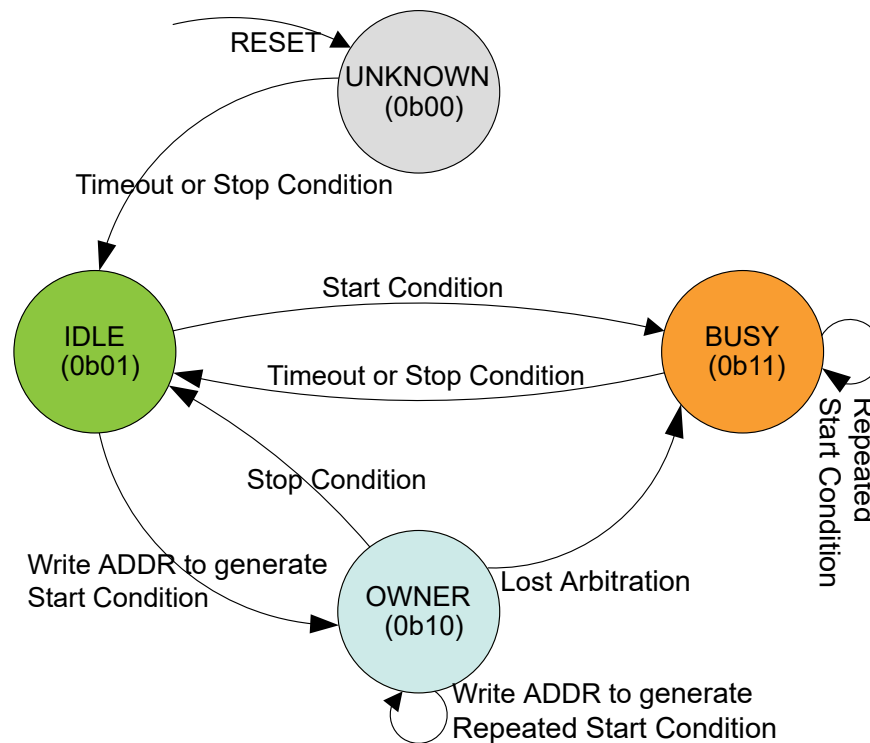 RESET
UNKNOWN
(0b00)
Timeout or Stop Condition
Start Condition
IDLE
(0b01)
BUSY
(0b11)
Timeout or Stop Condition
Repeated
Start Condition
Stop Condition
Write ADDR to generate
Start Condition
Lost Arbitration
OWNER
(0b10)
Write ADDR to generate
Repeated Start Condition